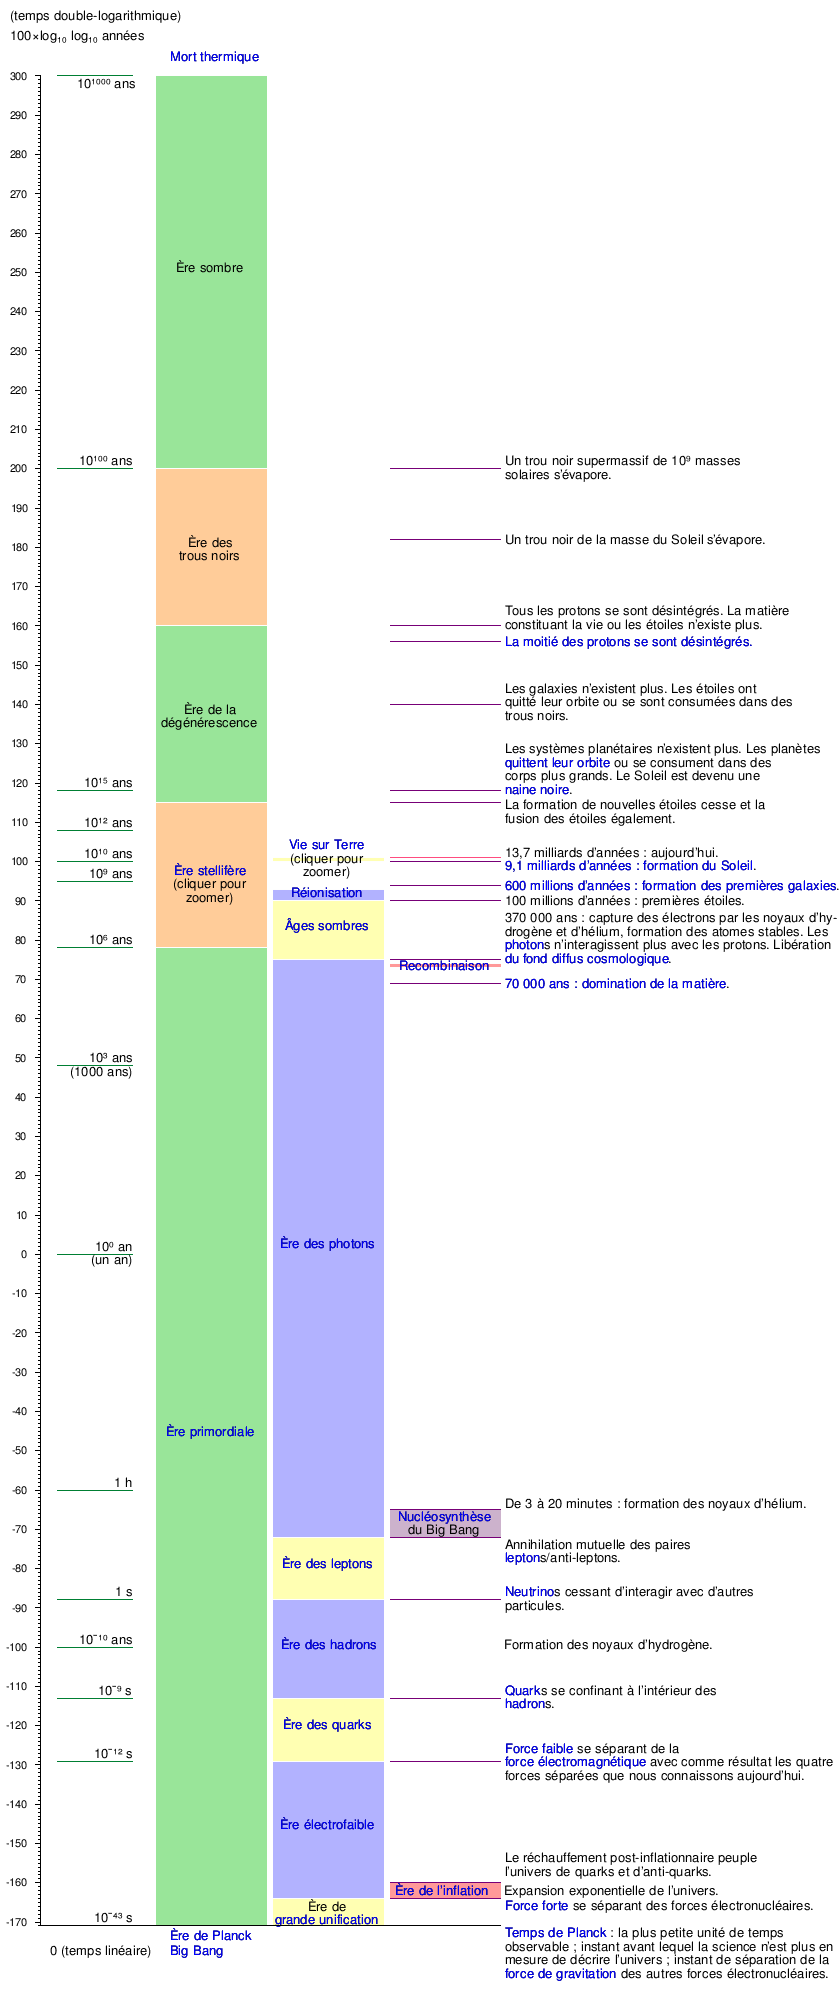 (temps double-logarithmique)
100×log₁₀ log₁₀ années
Mort thermique
300
10¹⁰⁰⁰ ans
290
280
270
260
Ère sombre
250
240
230
220
210
200
10¹⁰⁰ ans
Un trou noir supermassif de 10⁹ masses
solaires s'évapore.
190
Ère des
trous noirs
180
Un trou noir de la masse du Soleil s'évapore.
170
160
Tous les protons se sont désintégrés. La matière
constituant la vie ou les étoiles n'existe plus.
La moitié des protons se sont désintégrés.
150
140
Les galaxies n'existent plus. Les étoiles ont
quitté leur orbite ou se sont consumées dans des
trous noirs.
Ère de la
dégénérescence
130
Les systèmes planétaires n'existent plus. Les planètes
quittent leur orbite ou se consument dans des
corps plus grands. Le Soleil est devenu une
naine noire.
120
10¹⁵ ans
La formation de nouvelles étoiles cesse et la
fusion des étoiles également.
110
10¹² ans
Vie sur Terre
(cliquer pour
zoomer)
100
10¹⁰ ans
13,7 milliards d'années : aujourd'hui.
9,1 milliards d'années : formation du Soleil.
10⁹ ans
Ère stellifère
(cliquer pour
zoomer)
Réionisation
600 millions d'années : formation des premières galaxies.
90
100 millions d'années : premières étoiles.
Âges sombres
370 000 ans : capture des électrons par les noyaux d'hy-
drogène et d'hélium, formation des atomes stables. Les
photons n'interagissent plus avec les protons. Libération
du fond diffus cosmologique.
80
10⁶ ans
Recombinaison
70
70 000 ans : domination de la matière.
60
50
10³ ans
(1000 ans)
40
30
20
10
0
10⁰ an
(un an)
Ère des photons
-10
-20
-30
-40
Ère primordiale
-50
-60
1 h
De 3 à 20 minutes : formation des noyaux d'hélium.
Nucléosynthèse
du Big Bang
-70
Annihilation mutuelle des paires
leptons/anti-leptons.
Ère des leptons
-80
1 s
Neutrinos cessant d'interagir avec d'autres
particules.
-90
-100
10⁻¹⁰ ans
Ère des hadrons
Formation des noyaux d'hydrogène.
-110
10⁻⁹ s
Quarks se confinant à l'intérieur des
hadrons.
-120
Ère des quarks
10⁻¹² s
Force faible se séparant de la
force électromagnétique avec comme résultat les quatre
forces séparées que nous connaissons aujourd'hui.
-130
-140
Ère électrofaible
-150
Le réchauffement post-inflationnaire peuple
l'univers de quarks et d'anti-quarks.
-160
Ère de l'inflation
Expansion exponentielle de l'univers.
Force forte se séparant des forces électronucléaires.
Ère de
grande unification
-170
10⁻⁴³ s
0 (temps linéaire)
Ère de Planck
Big Bang
Temps de Planck : la plus petite unité de temps
observable ; instant avant lequel la science n'est plus en
mesure de décrire l'univers ; instant de séparation de la
force de gravitation des autres forces électronucléaires.